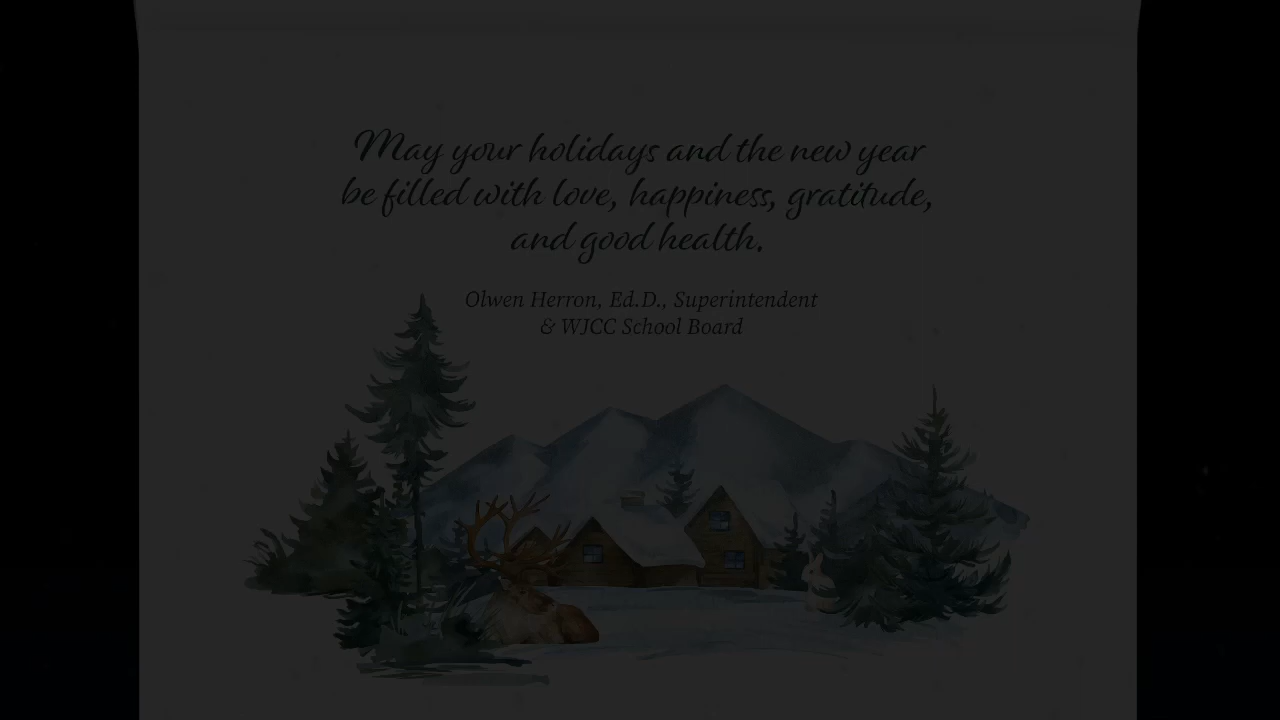 May your holidays and the new year
be filled with love, happiness, gratitude,
and good health.
Olwen Herron, Ed.D., Superintendent
& WJCC School Board